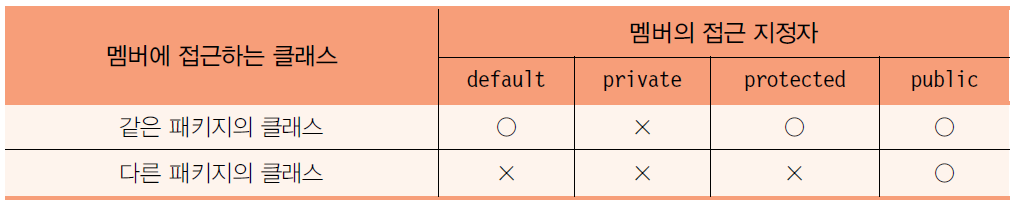 멤버에 접근하는 클래스
멤버의 접근 지정자
default private protected public
같은 패키지의 클래스 ○ × ○ ○
다른 패키지의 클래스 × × × ○